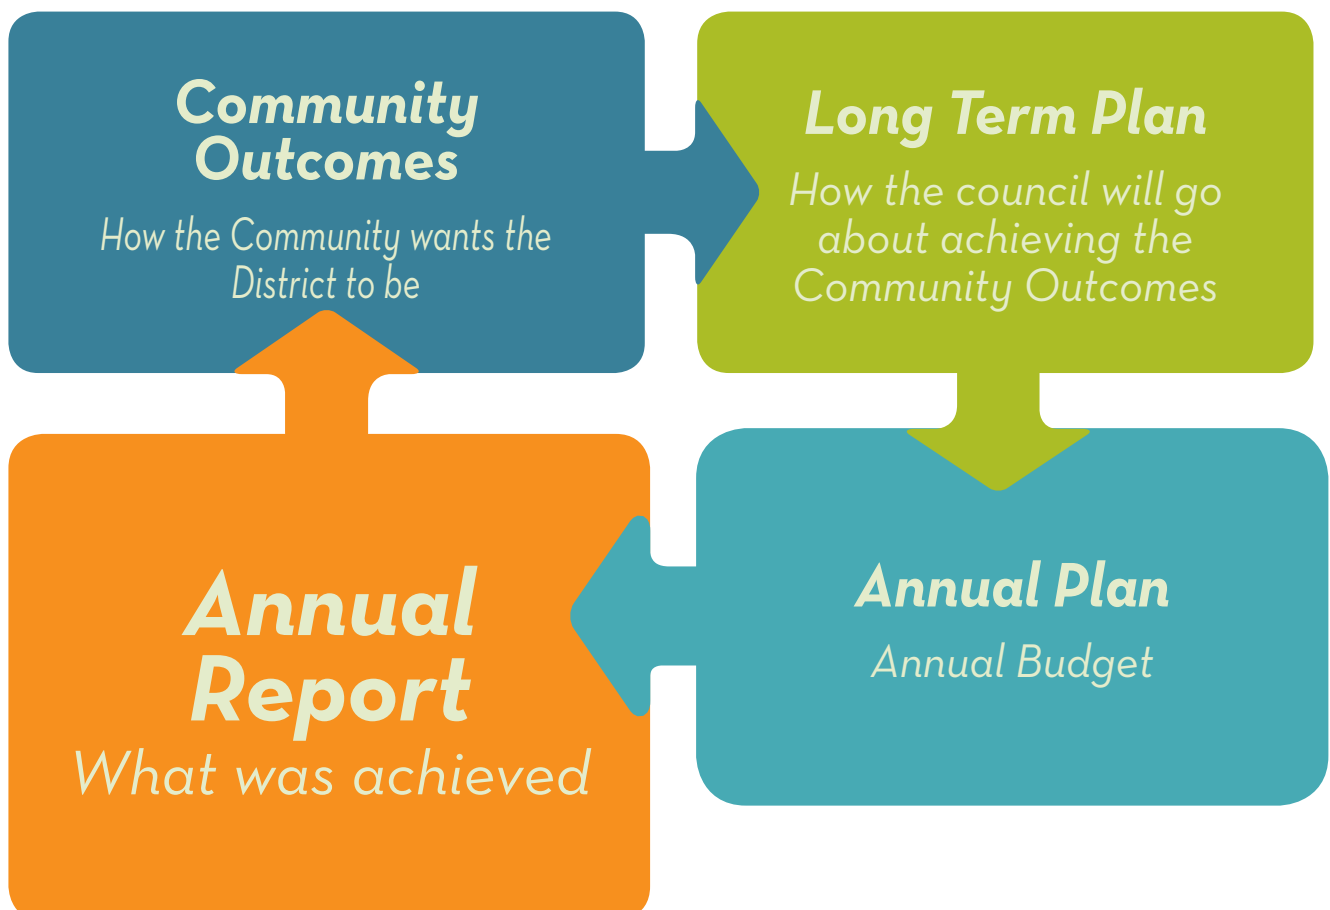 Community
Outcomes
How the Community wants the
District to be
Long Term Plan
How the council will go
about achieving the
Community Outcomes
Annual Plan
Annual Budget
Annual
Report
What was achieved